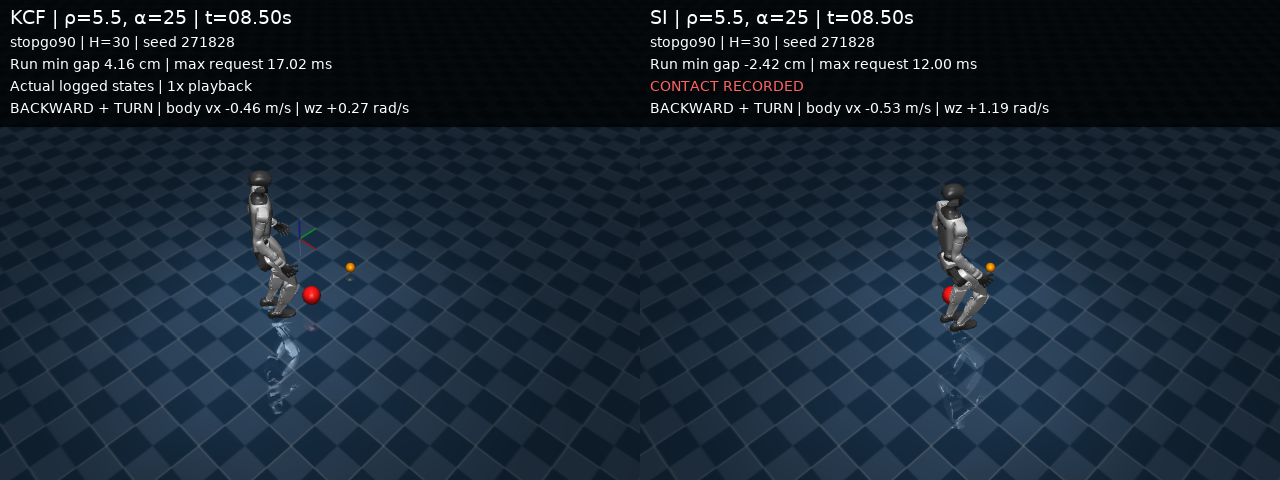 KCF | ρ=5.5, α=25 | t=08.50s
stopgo90 | H=30 | seed 271828
Run min gap 4.16 cm | max request 17.02 ms
Actual logged states | 1x playback
BACKWARD + TURN | body vx -0.46 m/s | wz +0.27 rad/s
SI | ρ=5.5, α=25 | t=08.50s
stopgo90 | H=30 | seed 271828
Run min gap -2.42 cm | max request 12.00 ms
CONTACT RECORDED
BACKWARD + TURN | body vx -0.53 m/s | wz +1.19 rad/s